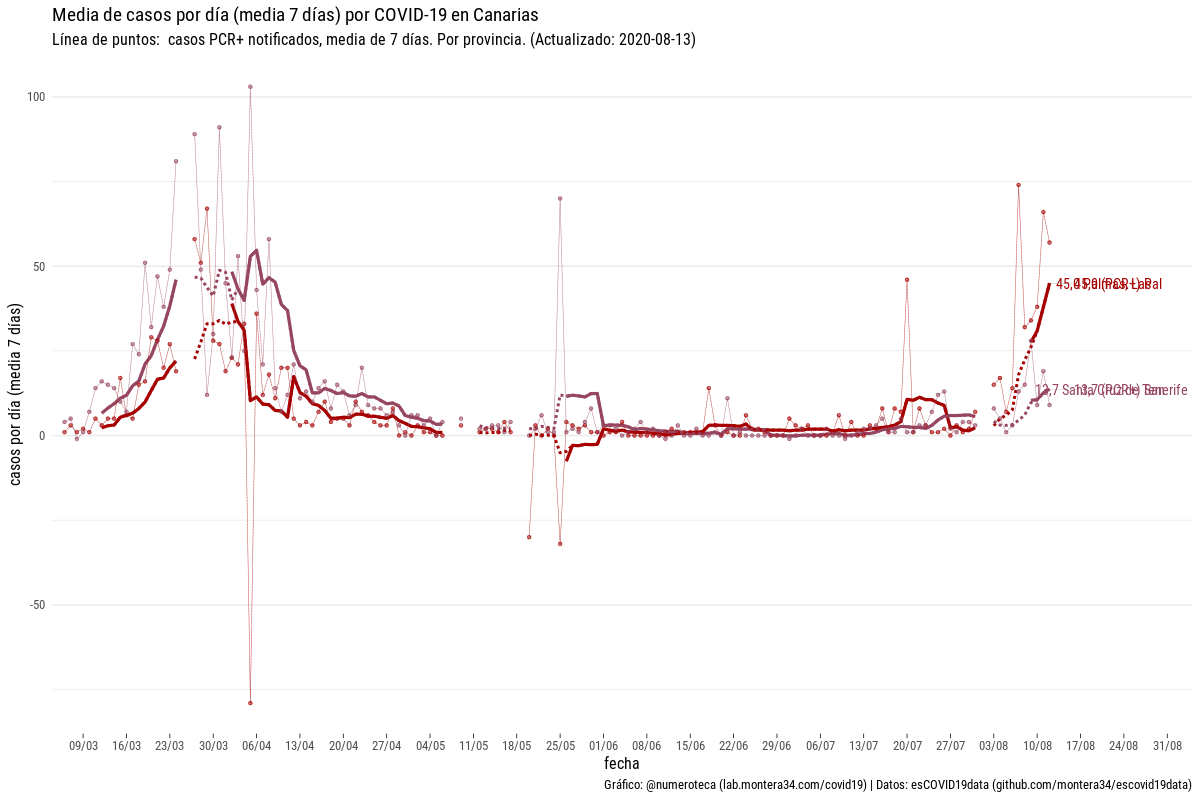 Media de casos por día (media 7 días) por COVID-19 en Canarias
Línea de puntos:  casos PCR+ notificados, media de 7 días. Por provincia. (Actualizado: 2020-08-13)
casos por día (media 7 días)
100
50
0
-50
09/03 16/03 23/03 30/03 06/04 13/04 20/04 27/04 04/05 11/05 18/05 25/05 01/06 08/06 15/06 22/06 29/06 06/07 13/07 20/07 27/07 03/08 10/08 17/08 24/08 31/08
fecha
Gráfico: @numeroteca (lab.montera34.com/covid19) | Datos: esCOVID19data (github.com/montera34/escovid19data)